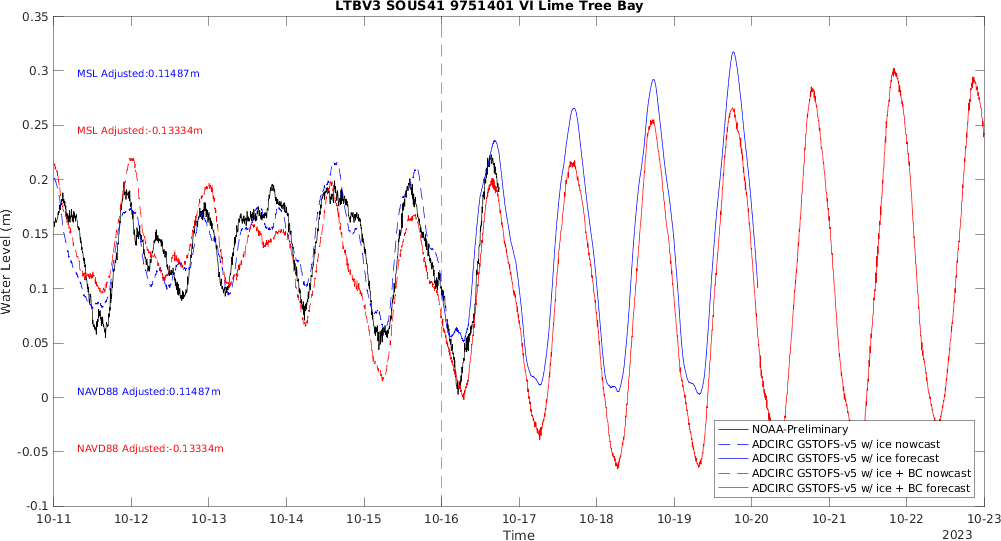 LTBV3 SOUS41 9751401 VI Lime Tree Bay
0.35
0.3
0.25
0.2
0.15
0.1
0.05
0
-0.05
-0.1
Water Level (m)
MSL Adjusted:0.11487m
MSL Adjusted:-0.13334m
NAVD88 Adjusted:0.11487m
NAVD88 Adjusted:-0.13334m
NOAA-Preliminary
ADCIRC GSTOFS-v5 w/ ice nowcast
ADCIRC GSTOFS-v5 w/ ice forecast
ADCIRC GSTOFS-v5 w/ ice + BC nowcast
ADCIRC GSTOFS-v5 w/ ice + BC forecast
10-11 10-12 10-13 10-14 10-15 10-16 10-17 10-18 10-19 10-20 10-21 10-22 10-23
Time
2023